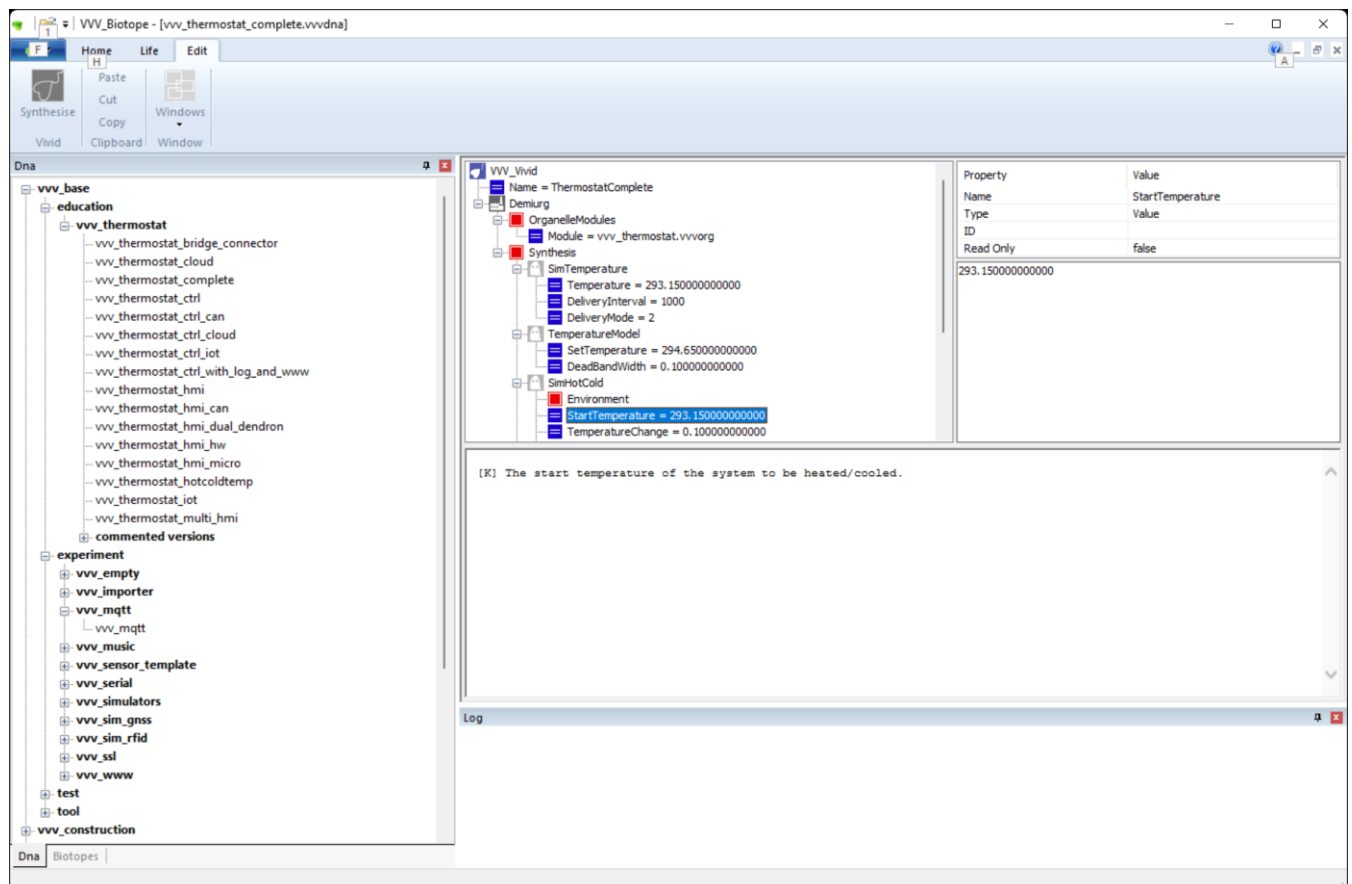 VVV_Biotope - [vvv_thermostat_complete.vvvdna]
1
F
Home
Life
Edit
H
A
Synthesise
Paste
Cut
Copy
Windows
Vivid
Clipboard
Window
Dna
vvv_base
education
vvv_thermostat
vvv_thermostat_bridge_connector
vvv_thermostat_cloud
vvv_thermostat_complete
vvv_thermostat_ctrl
vvv_thermostat_ctrl_can
vvv_thermostat_ctrl_cloud
vvv_thermostat_ctrl_iot
vvv_thermostat_ctrl_with_log_and_www
vvv_thermostat_hmi
vvv_thermostat_hmi_can
vvv_thermostat_hmi_dual_dendron
vvv_thermostat_hmi_hw
vvv_thermostat_hmi_micro
vvv_thermostat_hotcoldtemp
vvv_thermostat_iot
vvv_thermostat_multi_hmi
commented versions
experiment
vvv_empty
vvv_importer
vvv_mqtt
vvv_mqtt
vvv_music
vvv_sensor_template
vvv_serial
vvv_simulators
vvv_sim_gnss
vvv_sim_rfid
vvv_ssl
vvv_www
test
tool
vvv_construction
Dna
Biotopes
VVV_Vivid
Name = ThermostatComplete
Demiurg
OrganelleModules
Module = vvv_thermostat.vvvorg
Synthesis
SimTemperature
Temperature = 293.150000000000
DeliveryInterval = 1000
DeliveryMode = 2
TemperatureModel
SetTemperature = 294.650000000000
DeadBandWidth = 0.100000000000
SimHotCold
Environment
StartTemperature = 293.150000000000
TemperatureChange = 0.100000000000
Property Value
Name StartTemperature
Type Value
ID
Read Only false
293.150000000000
[K] The start temperature of the system to be heated/cooled.
Log